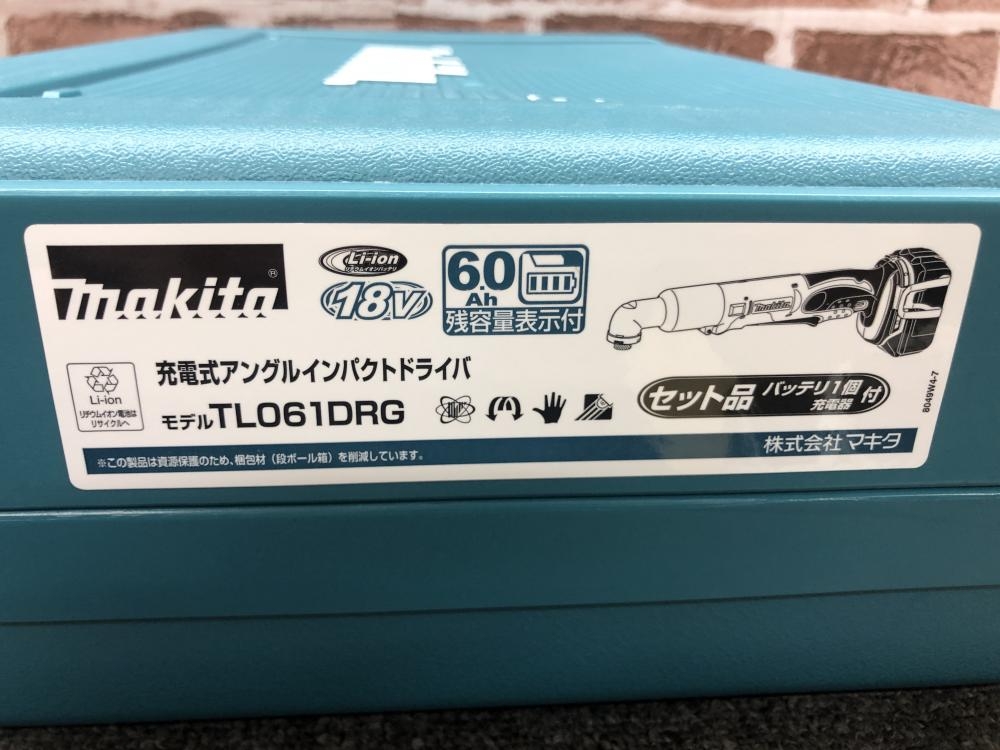 makita®
Li-ion
リチウムイオンバッテリ
18V
6.0
Ah
残容量表示付
makita
充電式アングルインパクトドライバ
Li-ion
リチウムイオン電池は
リサイクルへ
モデルTL061DRG
セット品 バッテリ1個 充電器 付
8049W4-7
※この製品は資源保護のため、梱包材(段ボール箱)を削減しています。
株式会社マキタ